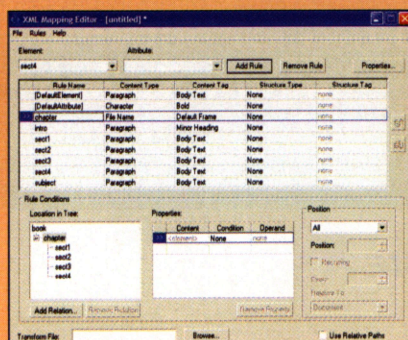 XML Mapping Editor [untitled] *
File Rules Help
Element: Attribute:
sect4 Add Rule Remove Rule Properties...
Rule Name Content Type Content Tag Structure Type Structure Tag
[DefaultElement] Paragraph Body Text None none
[DefaultAttribute] Character Bold None none
chapter File Name Default Frame None none
intro Paragraph Minor Heading None none
sect1 Paragraph Body Text None none
sect2 Paragraph Body Text None none
sect3 Paragraph Body Text None none
sect4 Paragraph Body Text None none
subject Paragraph Body Text None none
Rule Conditions
Location in Tree: Properties: Position
book Content Condition Operand All
chapter <element> None none Position:
sect1
sect2 Repeating
sect3 Every:
sect4 Relative To:
Add Relation... Remove Relation Remove Property Document
Transform File: Browse... Use Relative Paths